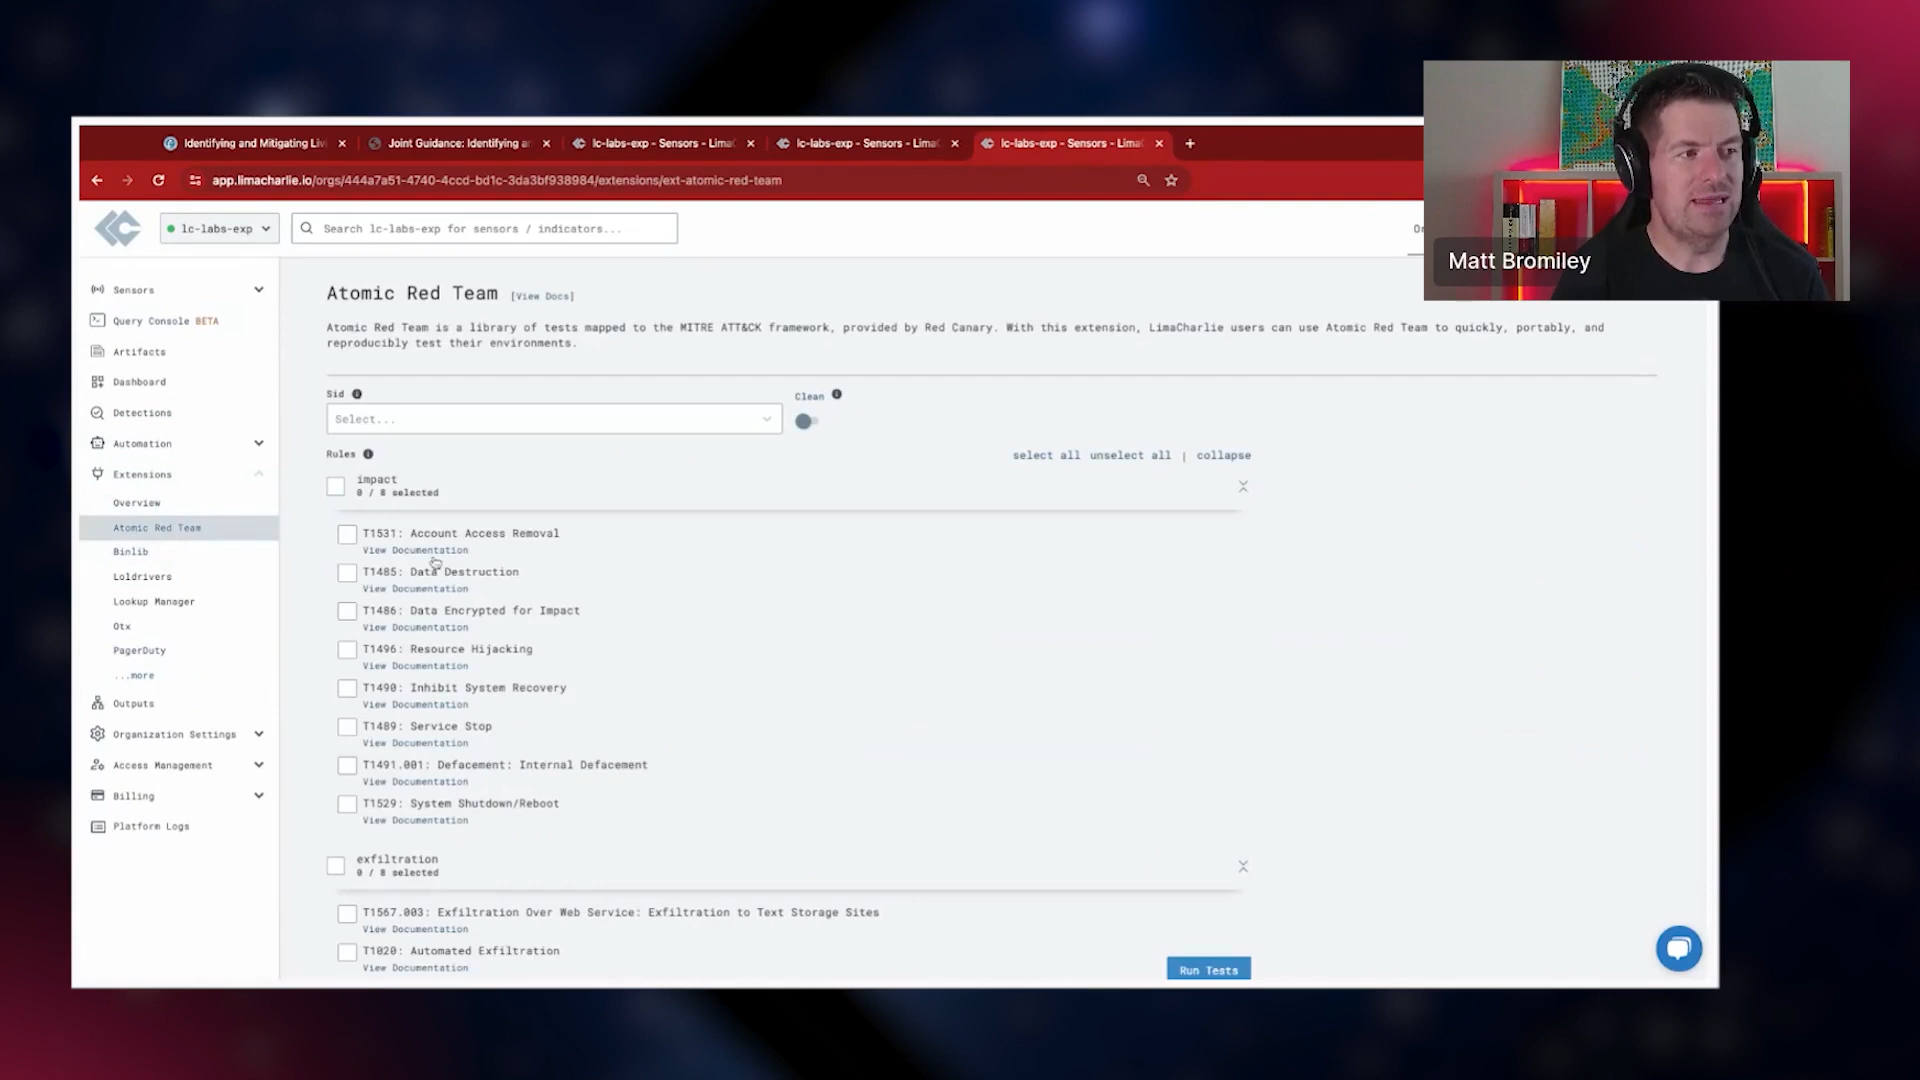 Identifying and Mitigating Livi
Joint Guidance: Identifying a
lc-labs-exp - Sensors - LimaC
lc-labs-exp - Sensors - LimaC
lc-labs-exp - Sensors - LimaC
app.limacharlie.io/orgs/444a7a51-4740-4ccd-bd1c-3da3bf938984/extensions/ext-atomic-red-team
Matt Bromiley
lc-labs-exp
Search lc-labs-exp for sensors / indicators...
Sensors
Query Console BETA
Artifacts
Dashboard
Detections
Automation
Extensions
Overview
Atomic Red Team
Binlib
Loldrivers
Lookup Manager
Otx
PagerDuty
...more
Outputs
Organization Settings
Access Management
Billing
Platform Logs
Atomic Red Team [View Docs]
Atomic Red Team is a library of tests mapped to the MITRE ATT&CK framework, provided by Red Canary. With this extension, LimaCharlie users can use Atomic Red Team to quickly, portably, and
reproducibly test their environments.
Sid
Clean
Select...
Rules
select all unselect all | collapse
impact
0 / 8 selected
T1531: Account Access Removal
View Documentation
T1485: Data Destruction
View Documentation
T1486: Data Encrypted for Impact
View Documentation
T1496: Resource Hijacking
View Documentation
T1490: Inhibit System Recovery
View Documentation
T1489: Service Stop
View Documentation
T1491.001: Defacement: Internal Defacement
View Documentation
T1529: System Shutdown/Reboot
View Documentation
exfiltration
0 / 8 selected
T1567.003: Exfiltration Over Web Service: Exfiltration to Text Storage Sites
View Documentation
T1020: Automated Exfiltration
View Documentation
Run Tests